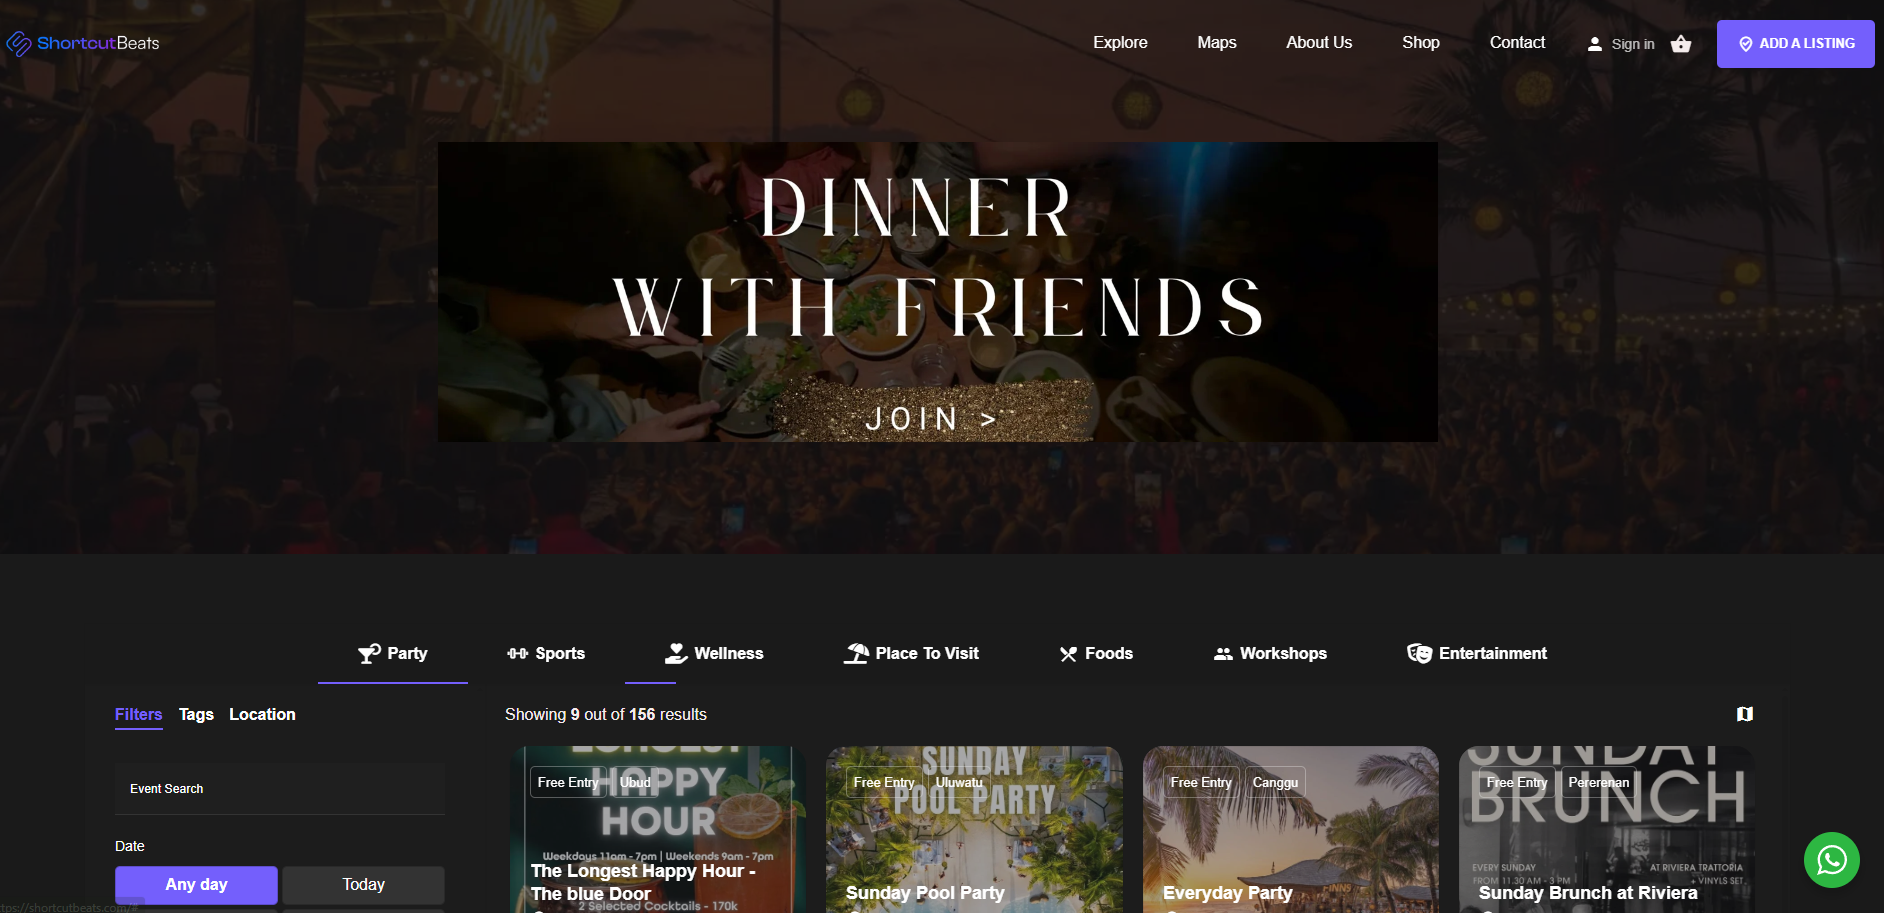 ShortcutBeats
Explore
Maps
About Us
Shop
Contact
Sign in
ADD A LISTING
DINNER
WITH FRIENDS
JOIN >
Party
Sports
Wellness
Place To Visit
Foods
Workshops
Entertainment
Filters
Tags
Location
Showing 9 out of 156 results
Event Search
Date
Any day
Today
LONGEST
HAPPY
HOUR
Free Entry
Ubud
Weekdays 11am - 7pm | Weekends 9am - 7pm
The Longest Happy Hour -
The blue Door
2 Selected Cocktails - 170k
SUNDAY
POOL PARTY
Free Entry
Uluwatu
Sunday Pool Party
Free Entry
Canggu
FINNS
Everyday Party
SUNDAY
BRUNCH
Free Entry
Pererenan
EVERY SUNDAY
FROM 11.30 AM - 3 PM
AT RIVIERA TRATTORIA
+ VINYLS SET
Sunday Brunch at Riviera
tps://shortcutbeats.com/#